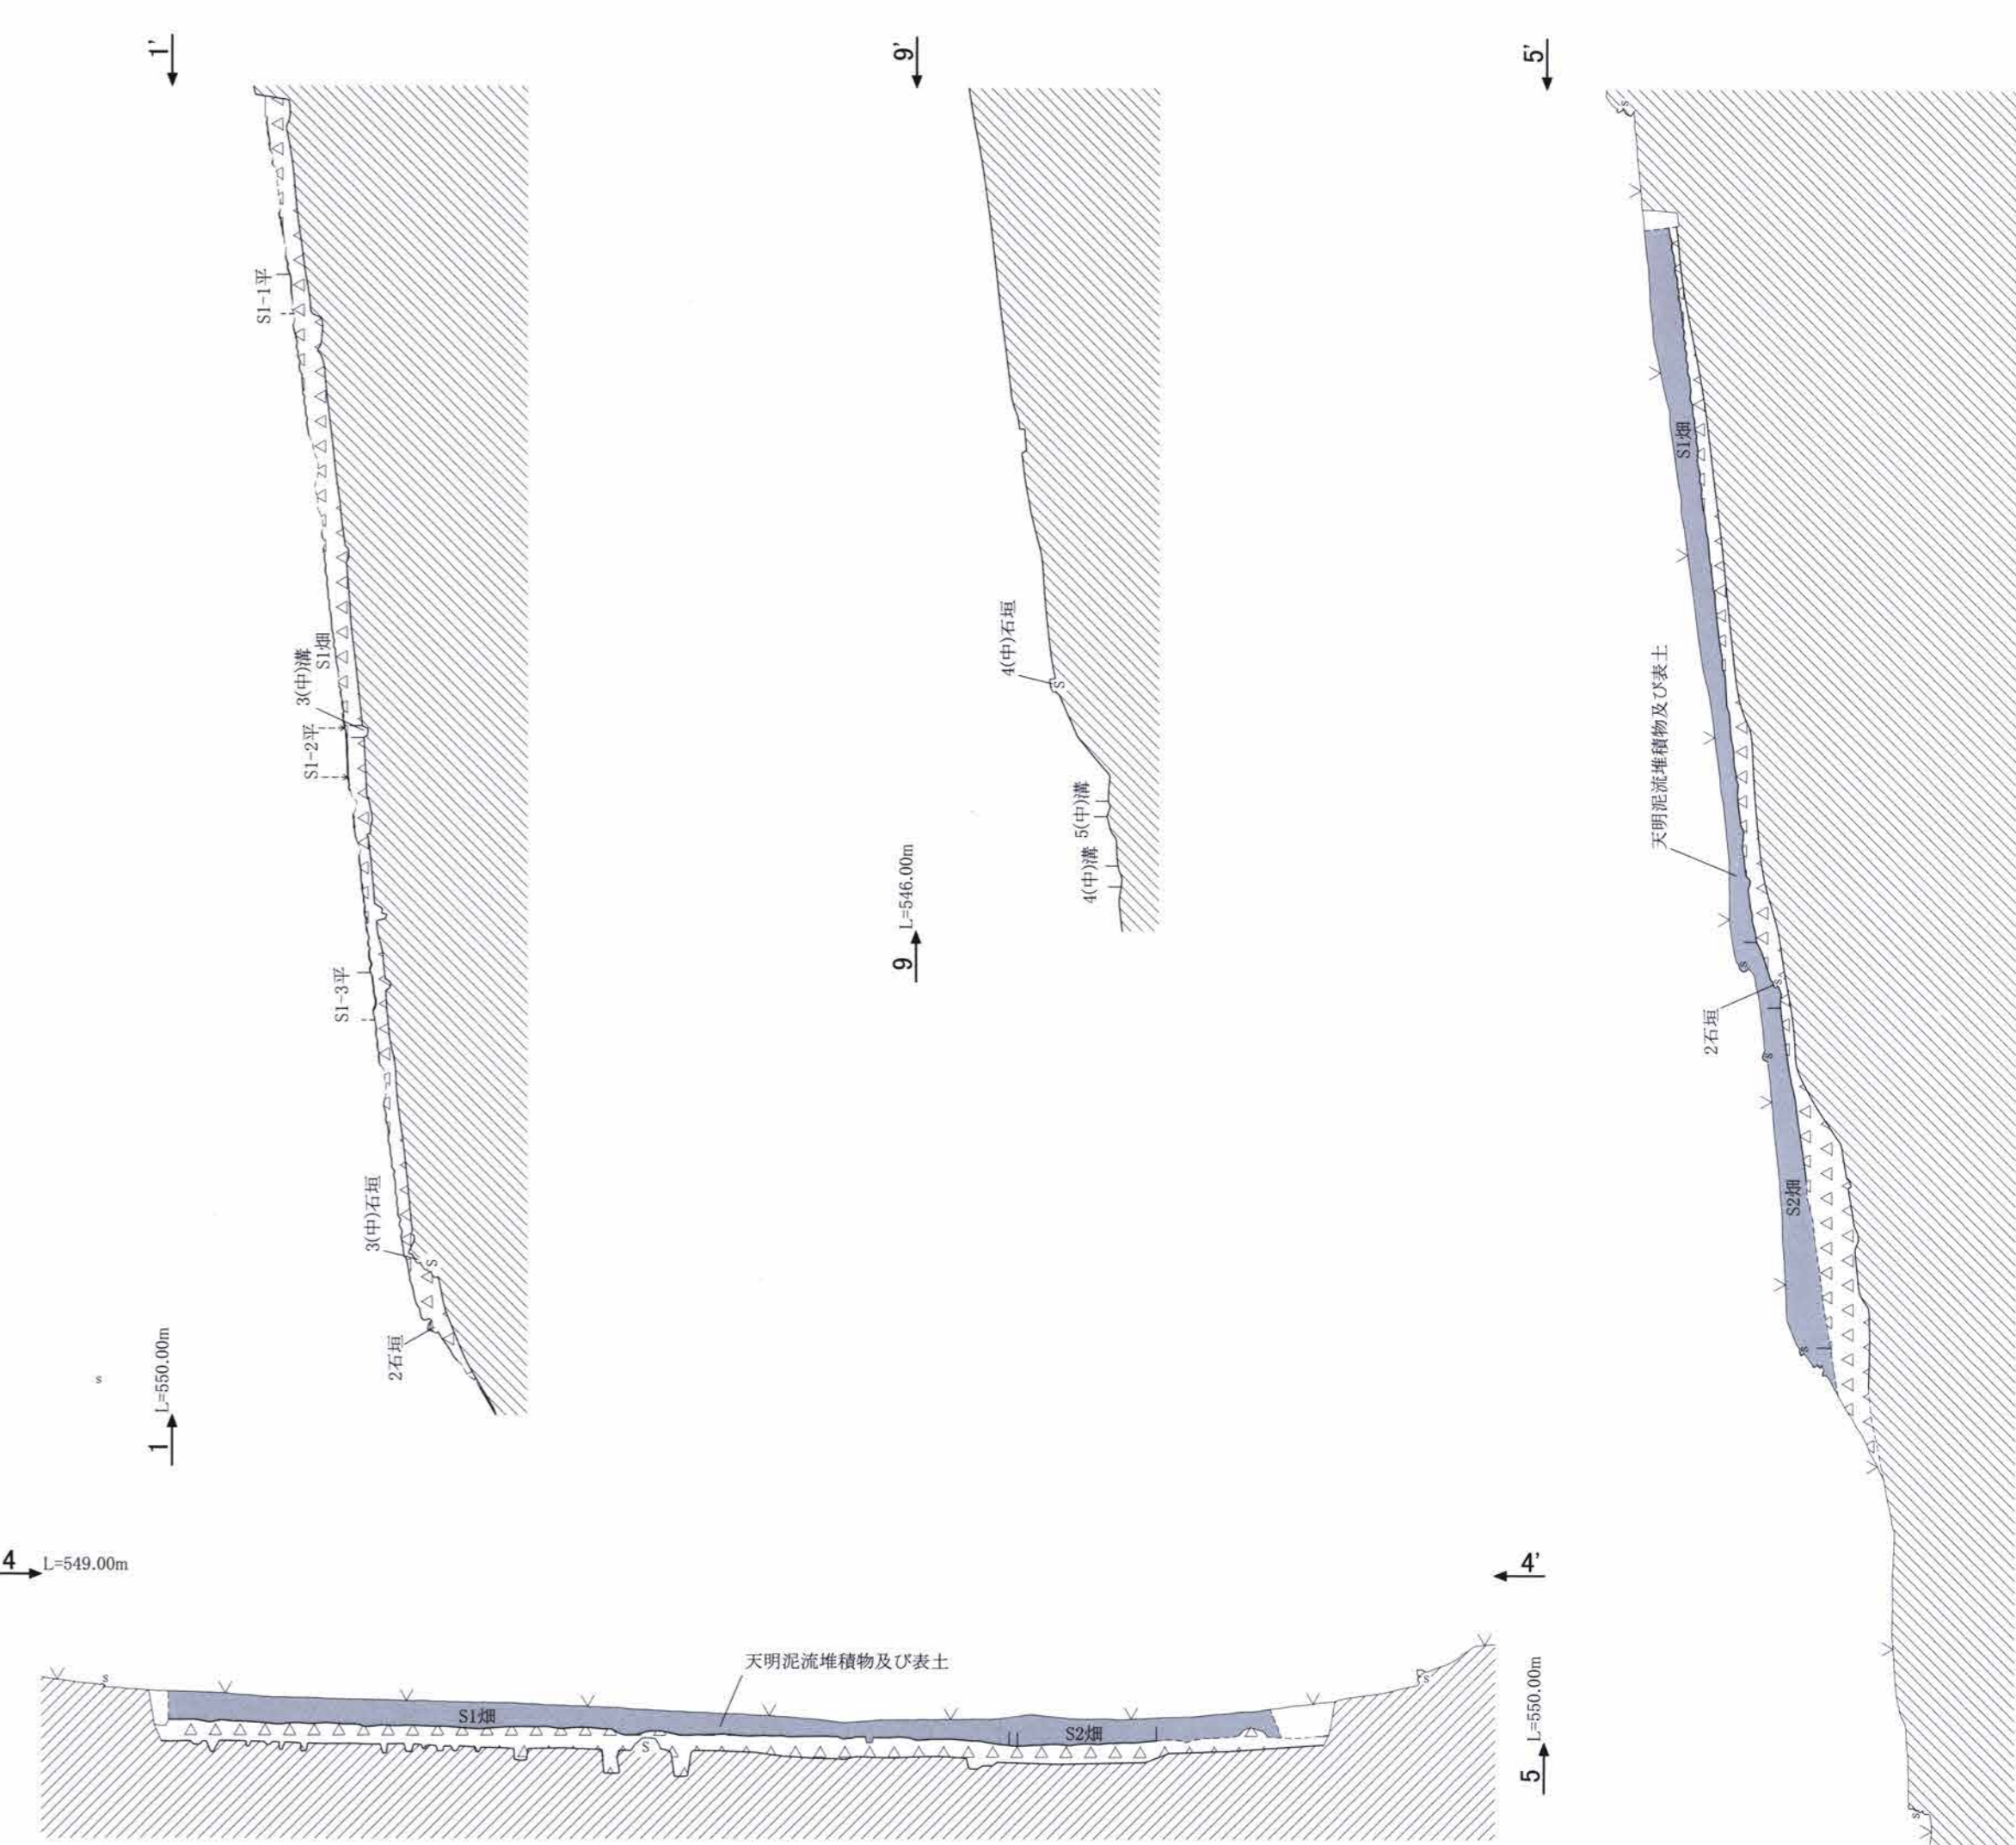 1'
S1-1平
S1畑
3(中)溝
S1-2平
S1-3平
3(中)石垣
S
2石垣
L=550.00m
1
s
9'
4(中)石垣
S
5(中)溝
4(中)溝
L=546.00m
9
5'
s
S1畑
天明泥流堆積物及び表土
s
s
2石垣
s
S2畑
s
L=550.00m
5
s
4
L=549.00m
4'
s
天明泥流堆積物及び表土
s
S1畑
S2畑
S